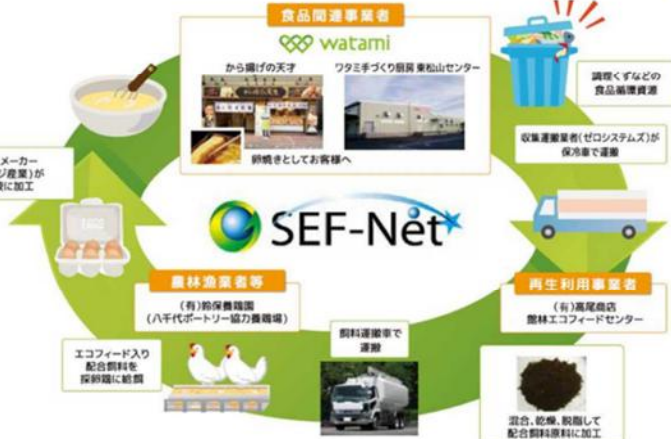 食品関連事業者
watami
から揚げの天才
ワタミ手づくり厨房 東松山センター
卵焼きとしてお客様へ
調理くずなどの
食品循環資源
収集運搬業者(ゼロシステムズ)が
保冷車で運搬
メーカー
ジ産業)が
に加工
EGGS
SEF-Net
農林漁業者等
(有)鈴保養鶏園
(八千代ポートリー協力養鶏場)
再生利用事業者
(有)高尾商店
館林エコフィードセンター
エコフィード入り
配合飼料を
採卵鶏に給餌
飼料運搬車で
運搬
混合、乾燥、脱脂して
配合飼料原料に加工